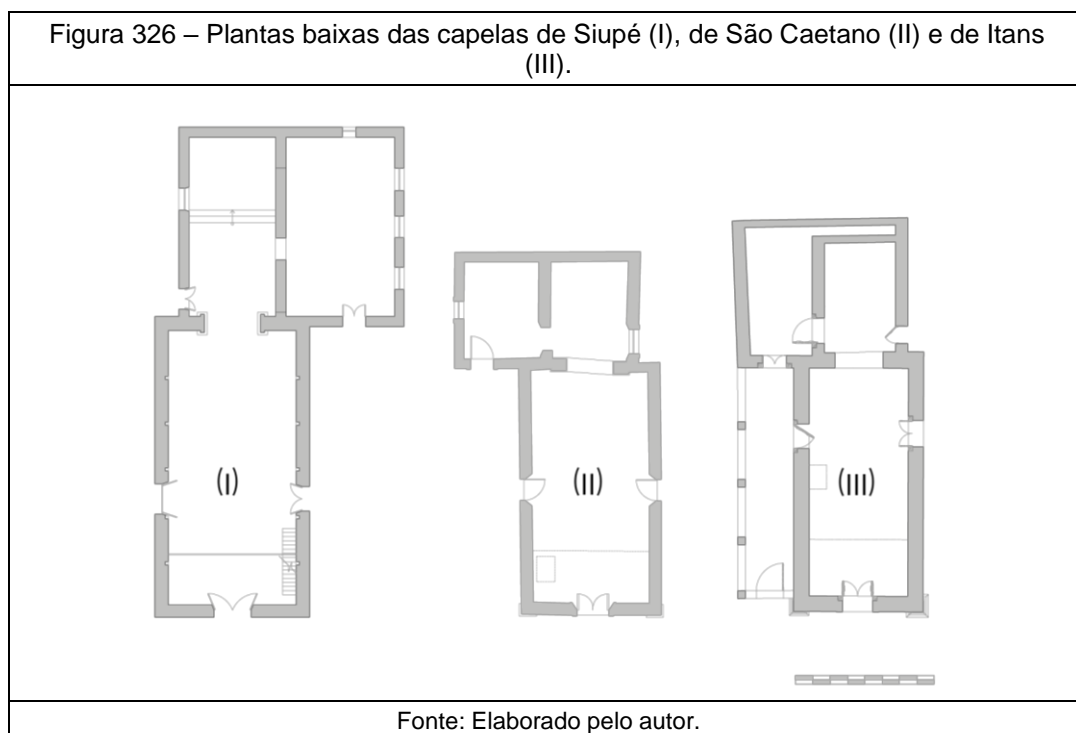 Figura 326 – Plantas baixas das capelas de Siupé (I), de São Caetano (II) e de Itans
(III).
(I)
(II)
(III)
Fonte: Elaborado pelo autor.